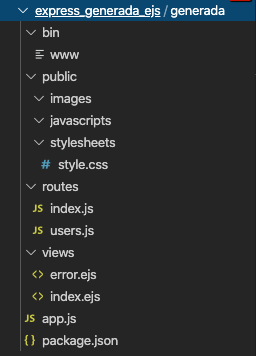 express_generada_ejs / generada
bin
www
public
images
javascripts
stylesheets
# style.css
routes
JS index.js
JS users.js
views
<> error.ejs
<> index.ejs
JS app.js
{} package.json